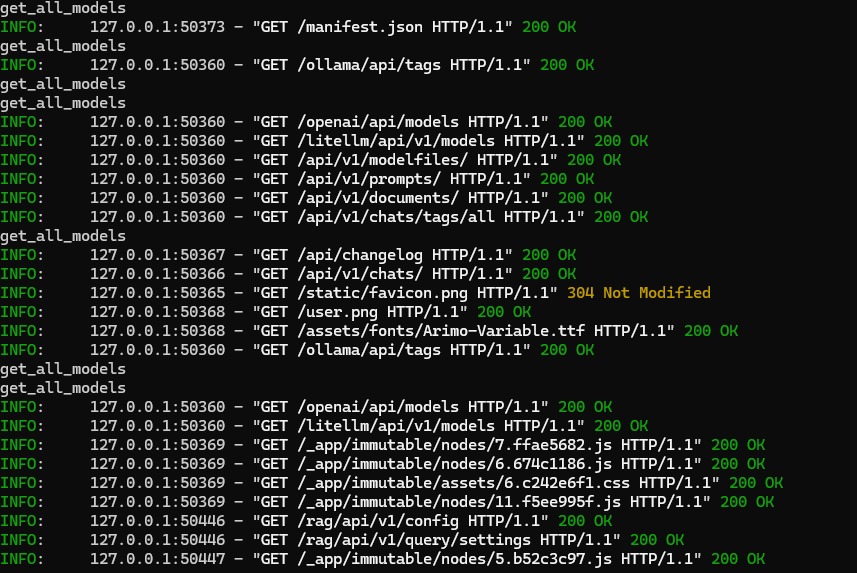 get_all_models
INFO:     127.0.0.1:50373 - "GET /manifest.json HTTP/1.1" 200 OK
get_all_models
INFO:     127.0.0.1:50360 - "GET /ollama/api/tags HTTP/1.1" 200 OK
get_all_models
get_all_models
INFO:     127.0.0.1:50360 - "GET /openai/api/models HTTP/1.1" 200 OK
INFO:     127.0.0.1:50360 - "GET /litellm/api/v1/models HTTP/1.1" 200 OK
INFO:     127.0.0.1:50360 - "GET /api/v1/modelfiles/ HTTP/1.1" 200 OK
INFO:     127.0.0.1:50360 - "GET /api/v1/prompts/ HTTP/1.1" 200 OK
INFO:     127.0.0.1:50360 - "GET /api/v1/documents/ HTTP/1.1" 200 OK
INFO:     127.0.0.1:50360 - "GET /api/v1/chats/tags/all HTTP/1.1" 200 OK
get_all_models
INFO:     127.0.0.1:50367 - "GET /api/changelog HTTP/1.1" 200 OK
INFO:     127.0.0.1:50366 - "GET /api/v1/chats/ HTTP/1.1" 200 OK
INFO:     127.0.0.1:50365 - "GET /static/favicon.png HTTP/1.1" 304 Not Modified
INFO:     127.0.0.1:50368 - "GET /user.png HTTP/1.1" 200 OK
INFO:     127.0.0.1:50368 - "GET /assets/fonts/Arimo-Variable.ttf HTTP/1.1" 200 OK
INFO:     127.0.0.1:50360 - "GET /ollama/api/tags HTTP/1.1" 200 OK
get_all_models
get_all_models
INFO:     127.0.0.1:50360 - "GET /openai/api/models HTTP/1.1" 200 OK
INFO:     127.0.0.1:50360 - "GET /litellm/api/v1/models HTTP/1.1" 200 OK
INFO:     127.0.0.1:50369 - "GET /_app/immutable/nodes/7.ffae5682.js HTTP/1.1" 200 OK
INFO:     127.0.0.1:50369 - "GET /_app/immutable/nodes/6.674c1186.js HTTP/1.1" 200 OK
INFO:     127.0.0.1:50369 - "GET /_app/immutable/assets/6.c242e6f1.css HTTP/1.1" 200 OK
INFO:     127.0.0.1:50369 - "GET /_app/immutable/nodes/11.f5ee995f.js HTTP/1.1" 200 OK
INFO:     127.0.0.1:50446 - "GET /rag/api/v1/config HTTP/1.1" 200 OK
INFO:     127.0.0.1:50446 - "GET /rag/api/v1/query/settings HTTP/1.1" 200 OK
INFO:     127.0.0.1:50447 - "GET /_app/immutable/nodes/5.b52c3c97.js HTTP/1.1" 200 OK